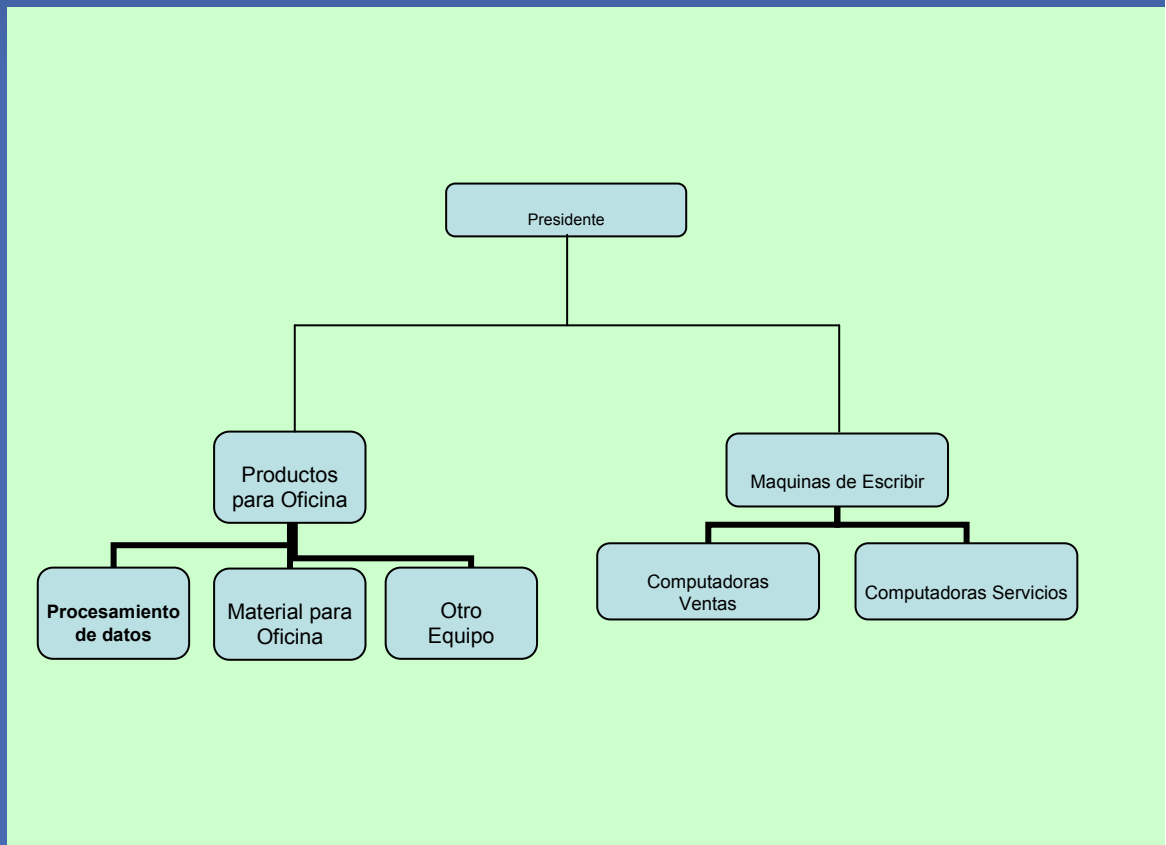 Presidente
Productos
para Oficina
Maquinas de Escribir
Procesamiento
de datos
Material para
Oficina
Otro
Equipo
Computadoras
Ventas
Computadoras Servicios